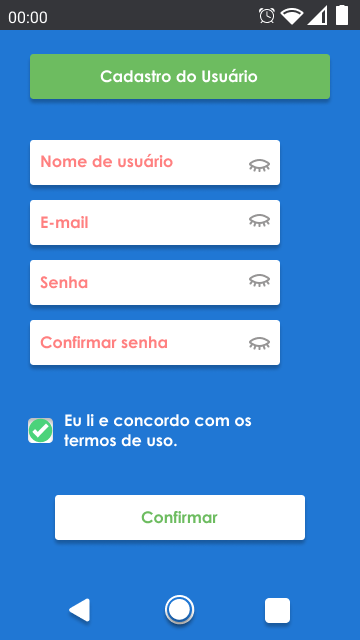 00:00
Cadastro do Usuário
Nome de usuário
E-mail
Senha
Confirmar senha
Eu li e concordo com os
termos de uso.
Confirmar